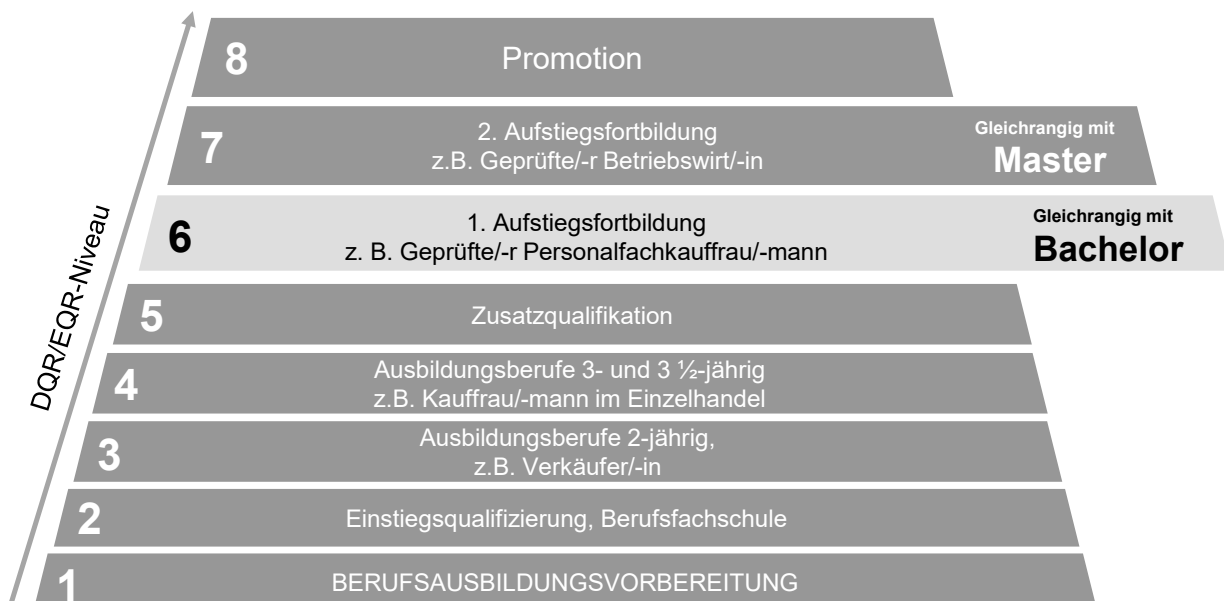 8
Promotion
7
2. Aufstiegsfortbildung
z.B. Geprüfte/-r Betriebswirt/-in
Gleichrangig mit
Master
6
1. Aufstiegsfortbildung
z. B. Geprüfte/-r Personalfachkauffrau/-mann
Gleichrangig mit
Bachelor
5
Zusatzqualifikation
4
Ausbildungsberufe 3- und 3 ½-jährig
z.B. Kauffrau/-mann im Einzelhandel
3
Ausbildungsberufe 2-jährig,
z.B. Verkäufer/-in
2
Einstiegsqualifizierung, Berufsfachschule
1
BERUFSAUSBILDUNGSVORBEREITUNG
DQR/EQR-Niveau